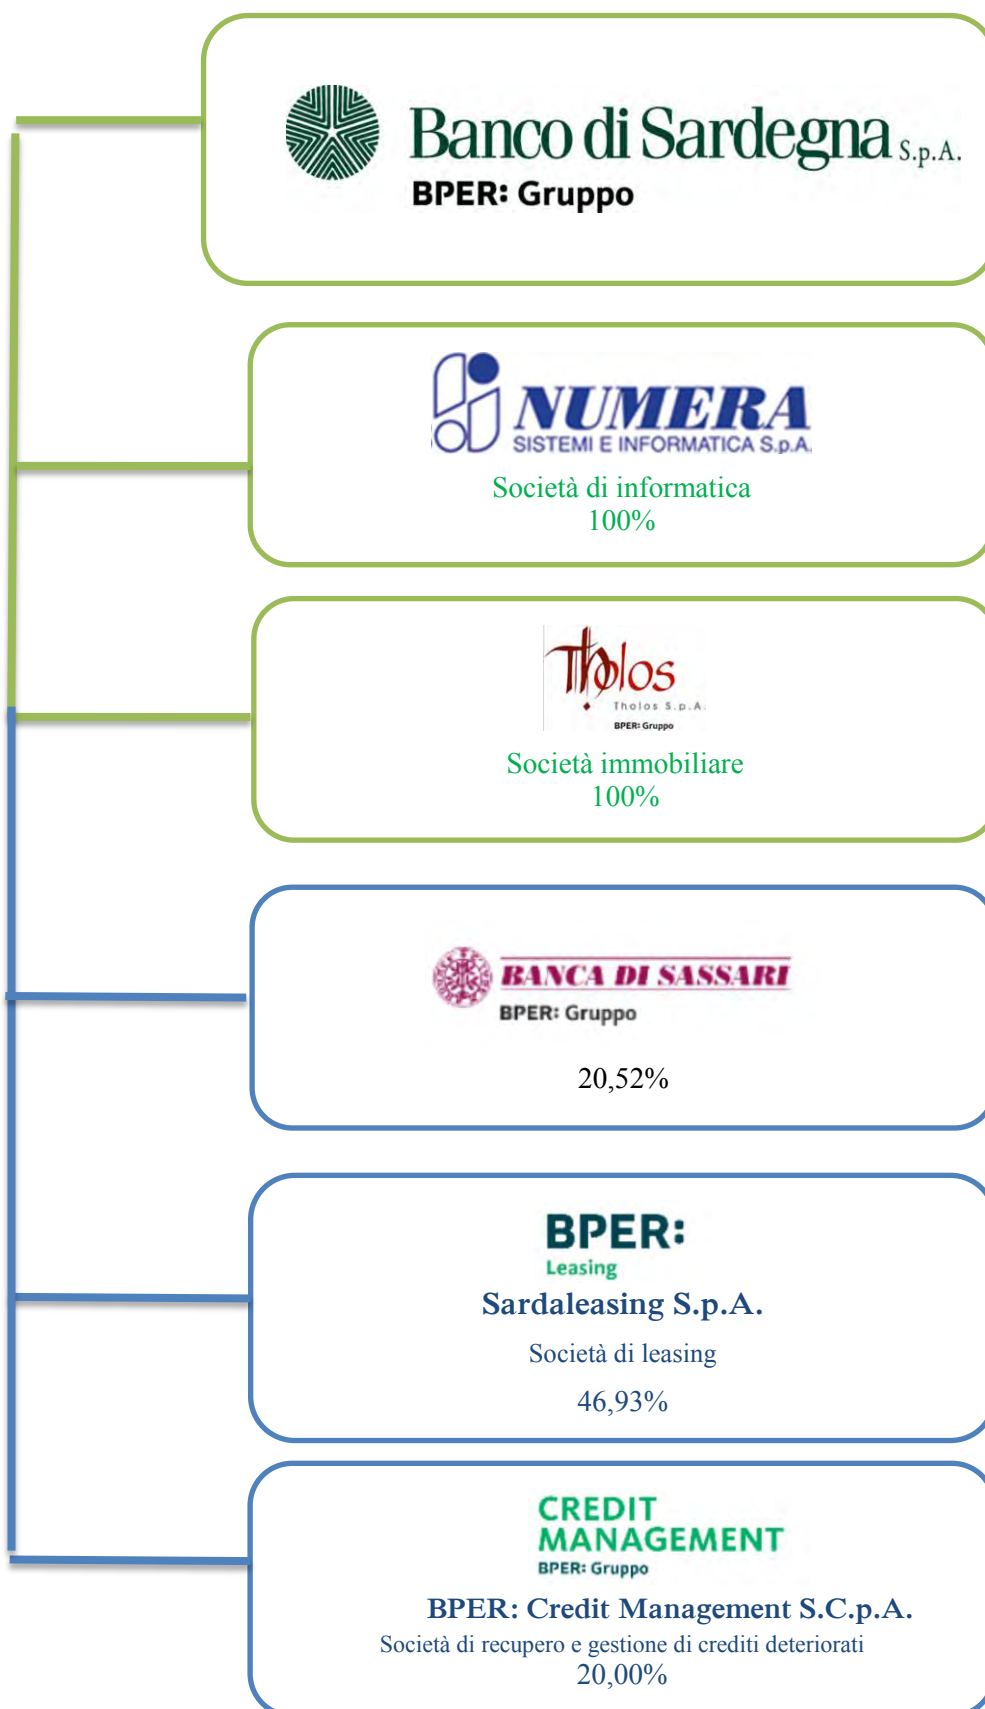 Banco di Sardegna S.p.A.
BPER: Gruppo
NUMERA
SISTEMI E INFORMATICA S.p.A.
Società di informatica
100%
Tholos
Tholos S.p.A.
BPER: Gruppo
Società immobiliare
100%
BANCA DI SASSARI
BPER: Gruppo
20,52%
BPER:
Leasing
Sardaleasing S.p.A.
Società di leasing
46,93%
CREDIT
MANAGEMENT
BPER: Gruppo
BPER: Credit Management S.C.p.A.
Società di recupero e gestione di crediti deteriorati
20,00%